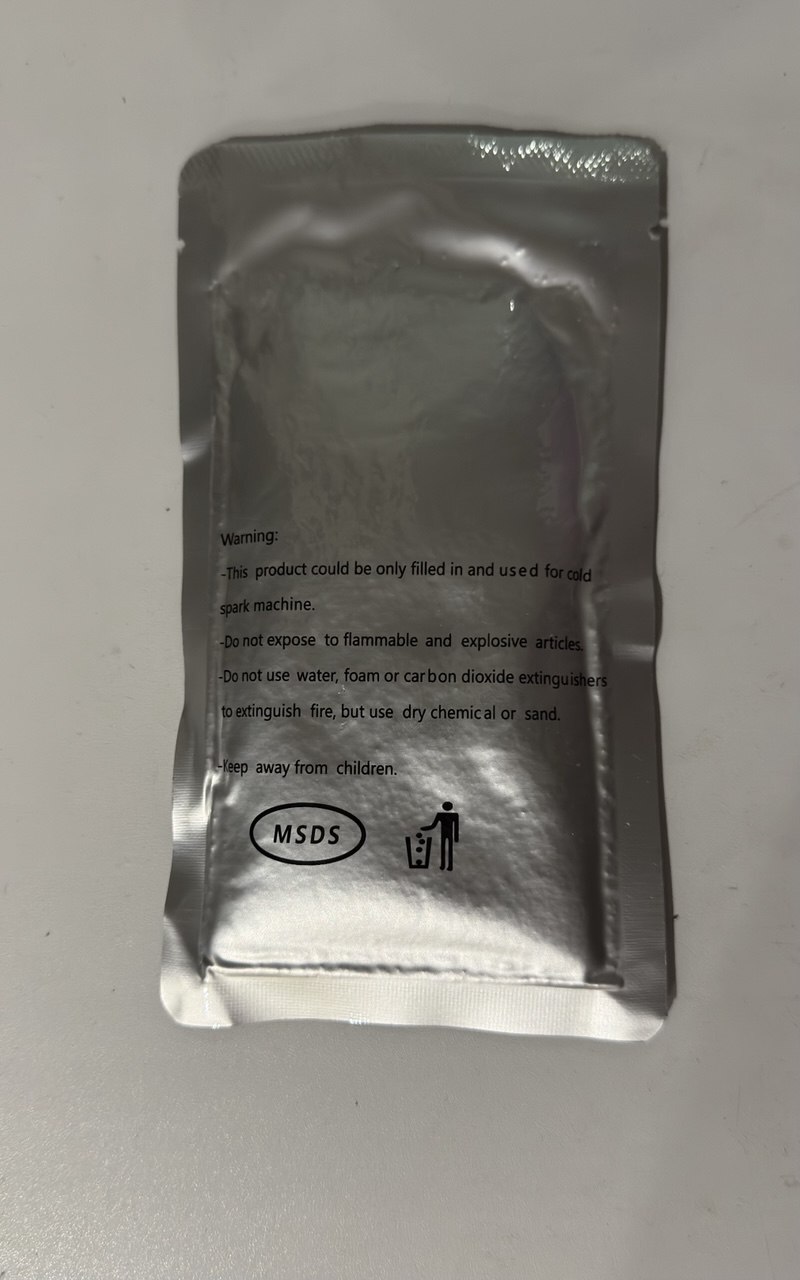 Warning:
-This product could be only filled in and used for cold
spark machine.
-Do not expose to flammable and explosive articles.
-Do not use water, foam or carbon dioxide extinguishers
to extinguish fire, but use dry chemical or sand.
-Keep away from children.
MSDS